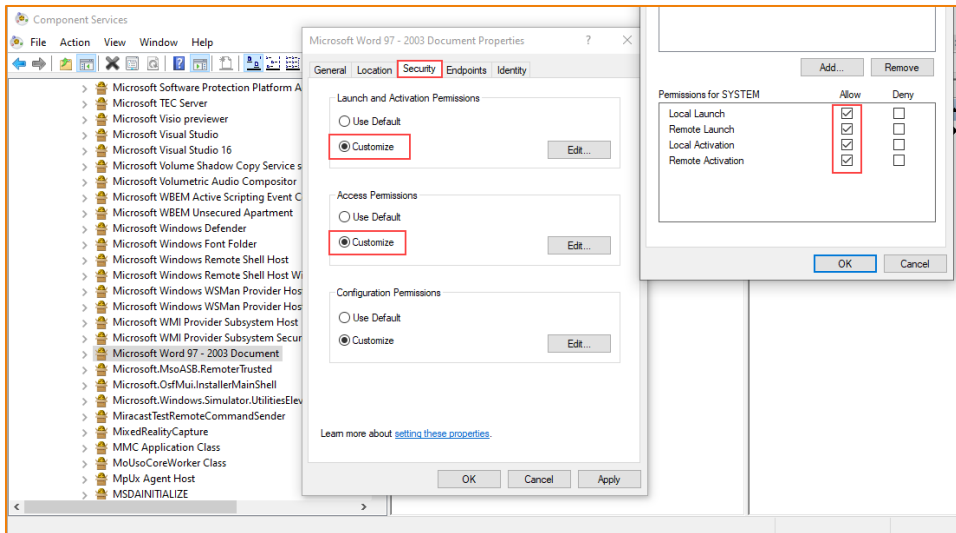 Component Services
File Action View Window Help
Microsoft Software Protection Platform A
Microsoft TEC Server
Microsoft Visio previewer
Microsoft Visual Studio
Microsoft Visual Studio 16
Microsoft Volume Shadow Copy Service s
Microsoft Volumetric Audio Compositor
Microsoft WBEM Active Scripting Event C
Microsoft WBEM Unsecured Apartment
Microsoft Windows Defender
Microsoft Windows Font Folder
Microsoft Windows Remote Shell Host
Microsoft Windows Remote Shell Host Wi
Microsoft Windows WSMan Provider Hos
Microsoft Windows WSMan Provider Hos
Microsoft WMI Provider Subsystem Host
Microsoft WMI Provider Subsystem Secur
Microsoft Word 97 - 2003 Document
Microsoft.MsoASB.RemoterTrusted
Microsoft.OsfMui.InstallerMainShell
Microsoft.Windows.Simulator.UtilitiesElev
MiracastTestRemoteCommandSender
MixedRealityCapture
MMC Application Class
MoUsoCoreWorker Class
MpUx Agent Host
MSDAINITIALIZE
Microsoft Word 97 - 2003 Document Properties ?
General Location Security Endpoints Identity
Launch and Activation Permissions
Use Default
Customize Edit...
Access Permissions
Use Default
Customize Edit...
Configuration Permissions
Use Default
Customize Edit...
Learn more about setting these properties.
OK Cancel Apply
Add... Remove
Permissions for SYSTEM Allow Deny
Local Launch
Remote Launch
Local Activation
Remote Activation
OK Cancel